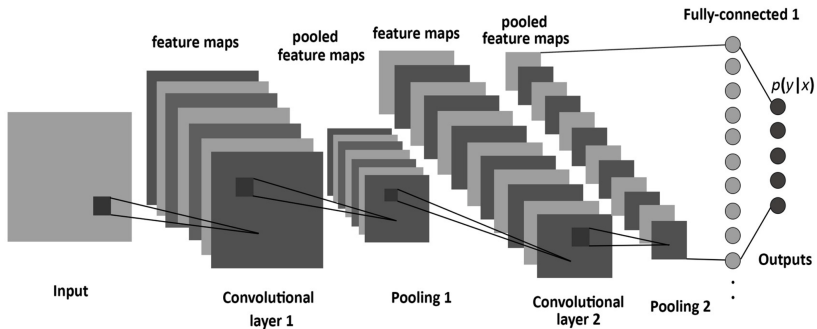 feature maps
pooled
feature maps
feature maps
pooled
feature maps
Fully-connected 1
p(y|x)
Input
Convolutional
layer 1
Pooling 1
Convolutional
layer 2
Pooling 2
Outputs